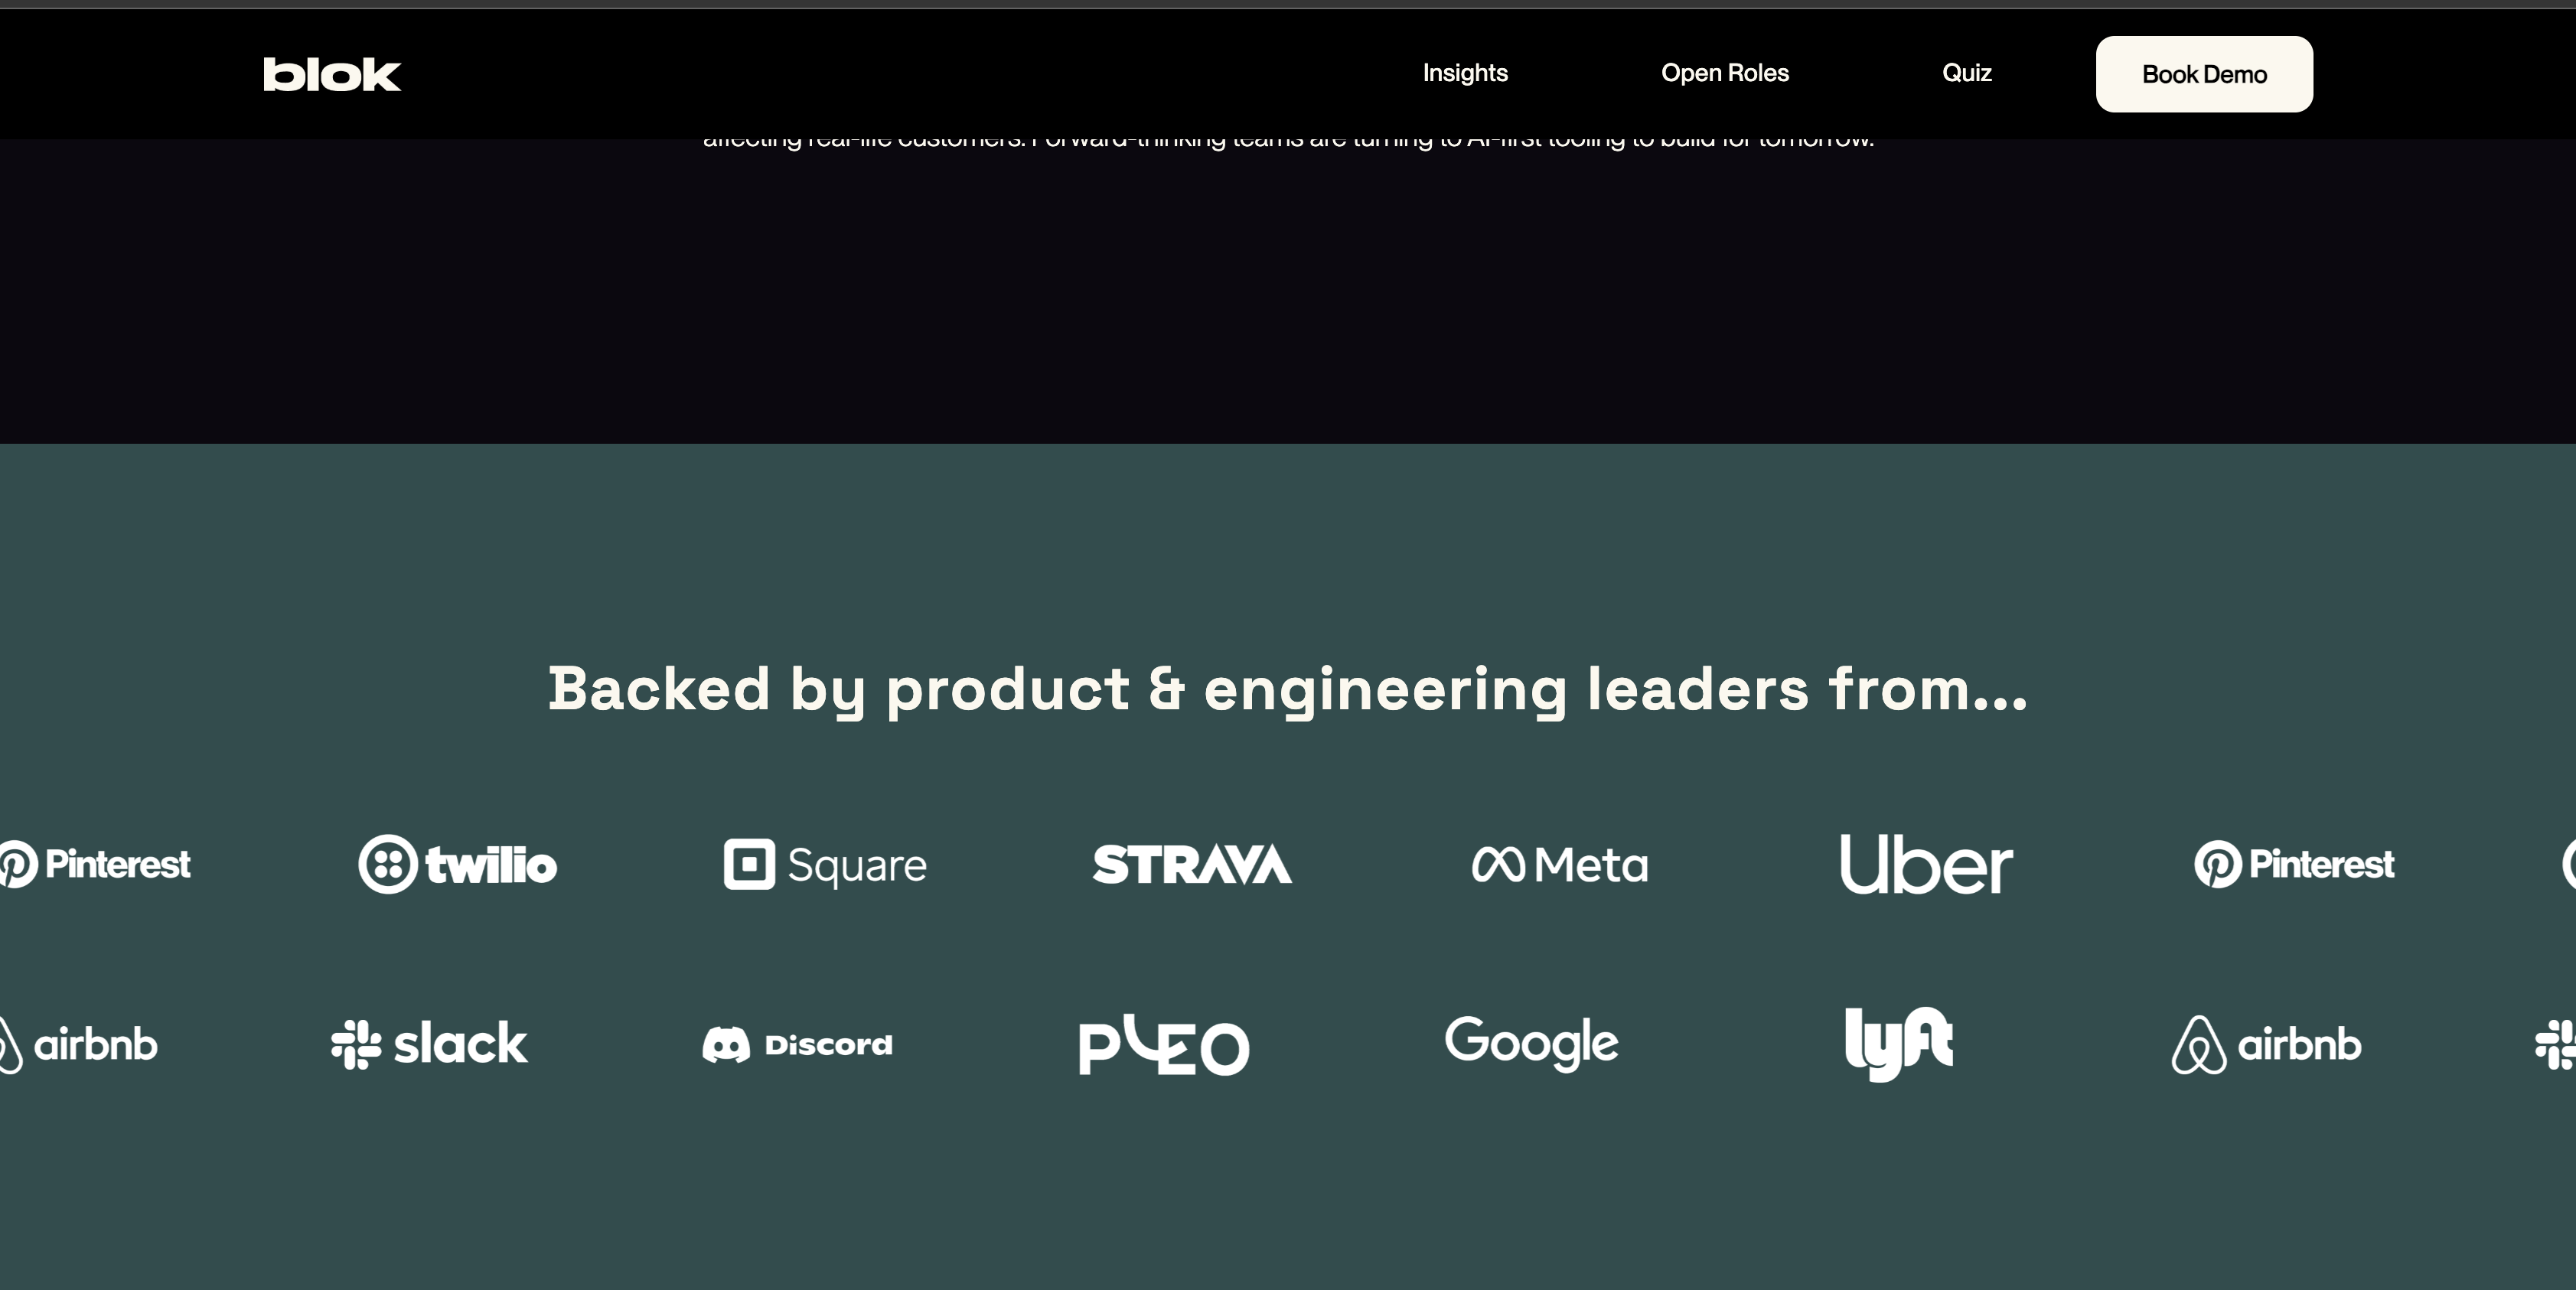 blok
Insights
Open Roles
Quiz
Book Demo
affecting real-life customers. Forward-thinking teams are turning to AI-first tooling to build for tomorrow.
Backed by product & engineering leaders from...
Pinterest
twilio
Square
STRAVA
Meta
Uber
Pinterest
airbnb
slack
Discord
PLEO
Google
lyft
airbnb